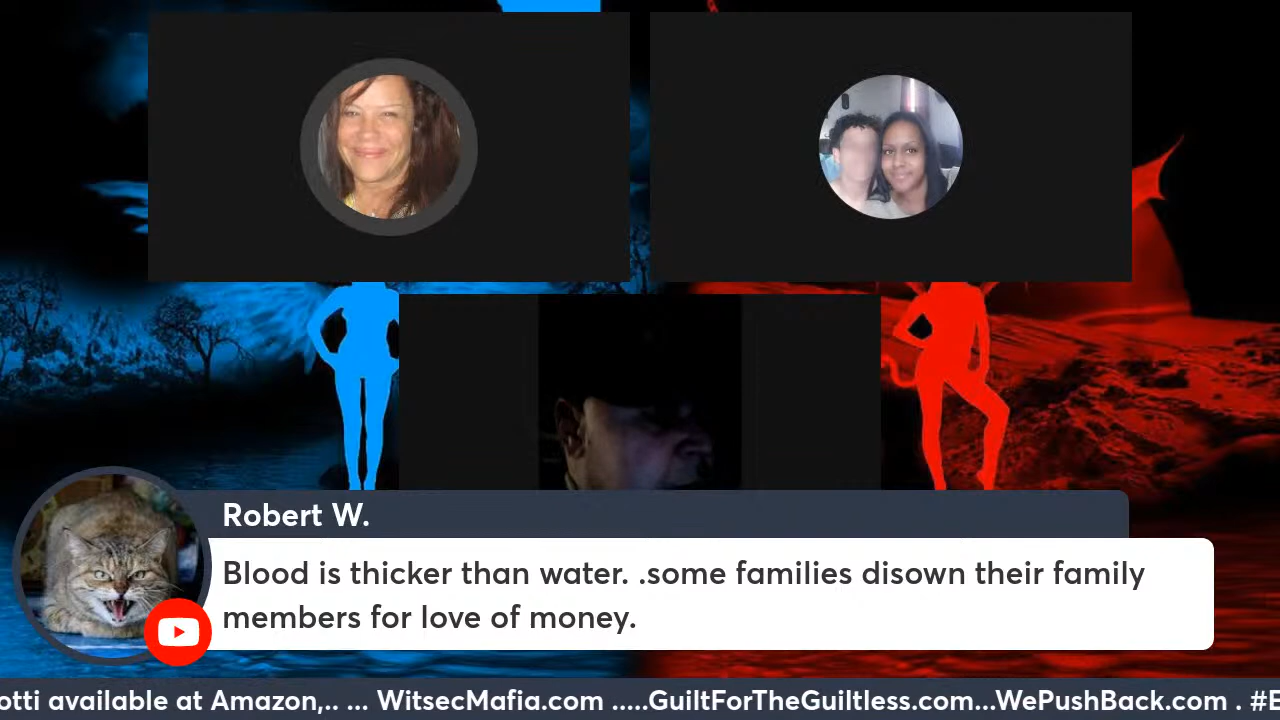 Robert W.
Blood is thicker than water. .some families disown their family
members for love of money.
otti available at Amazon,.. ... WitsecMafia.com .....GuiltForTheGuiltless.com...WePushBack.com . #E